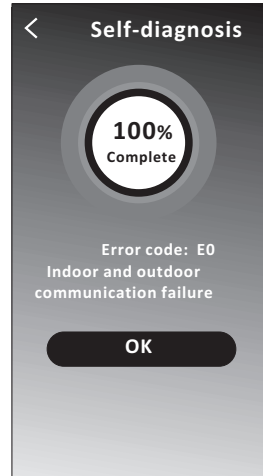 Self-diagnosis
100%
Complete
Error code: E0
Indoor and outdoor
communication failure
OK